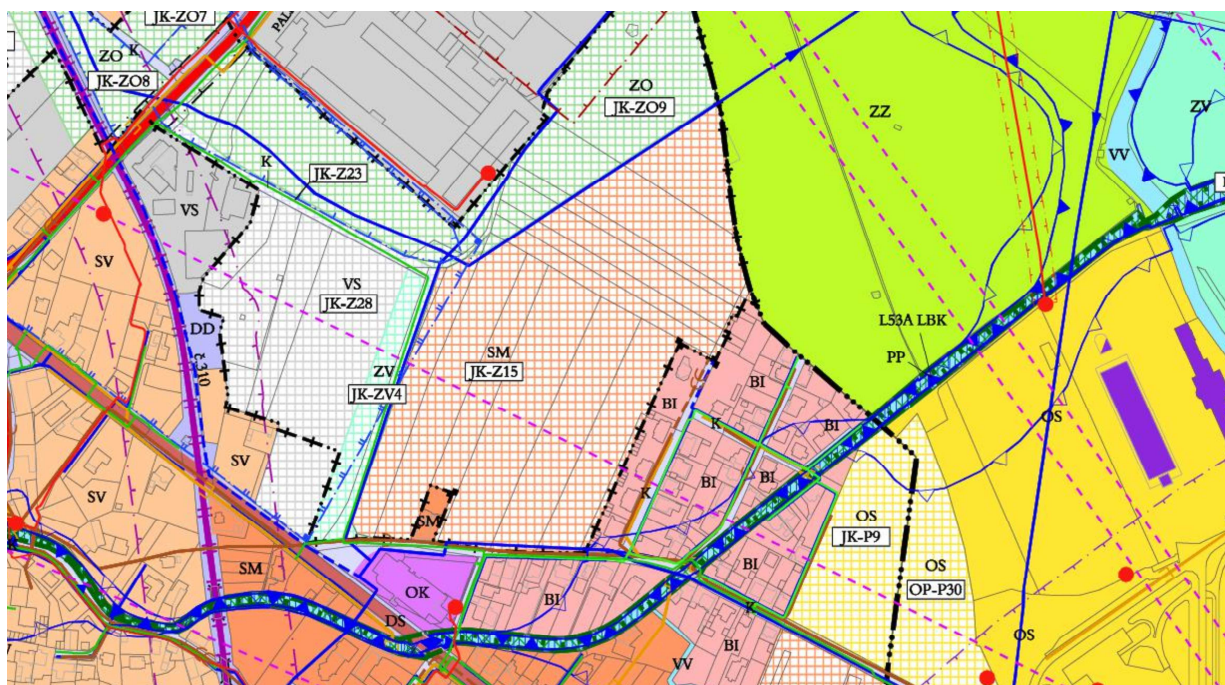 JK-ZO7
PAL
K
ZO
JK-ZO8
ZO
JK-ZO9
ZZ
ZV
VV
K
JK-Z23
VS
SV
VS
JK-Z28
DD
č.310
L53A LBK
PP
SM
JK-Z15
ZV
JK-ZV4
BI
BI
BI
K
OS
SV
SV
BI
BI
K
SM
OS
JK-P9
SM
BI
OK
BI
OS
OP-P30
K
DS
OS
VV
BI